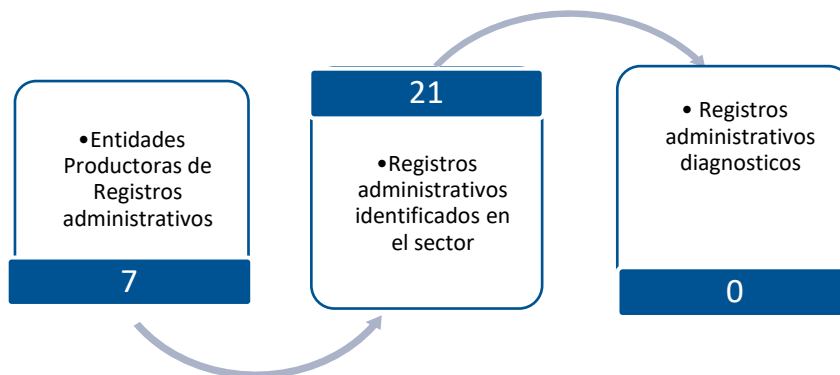 •Entidades
Productoras de
Registros
administrativos
7
21
•Registros
administrativos
identificados en
el sector
• Registros
administrativos
diagnosticos
0